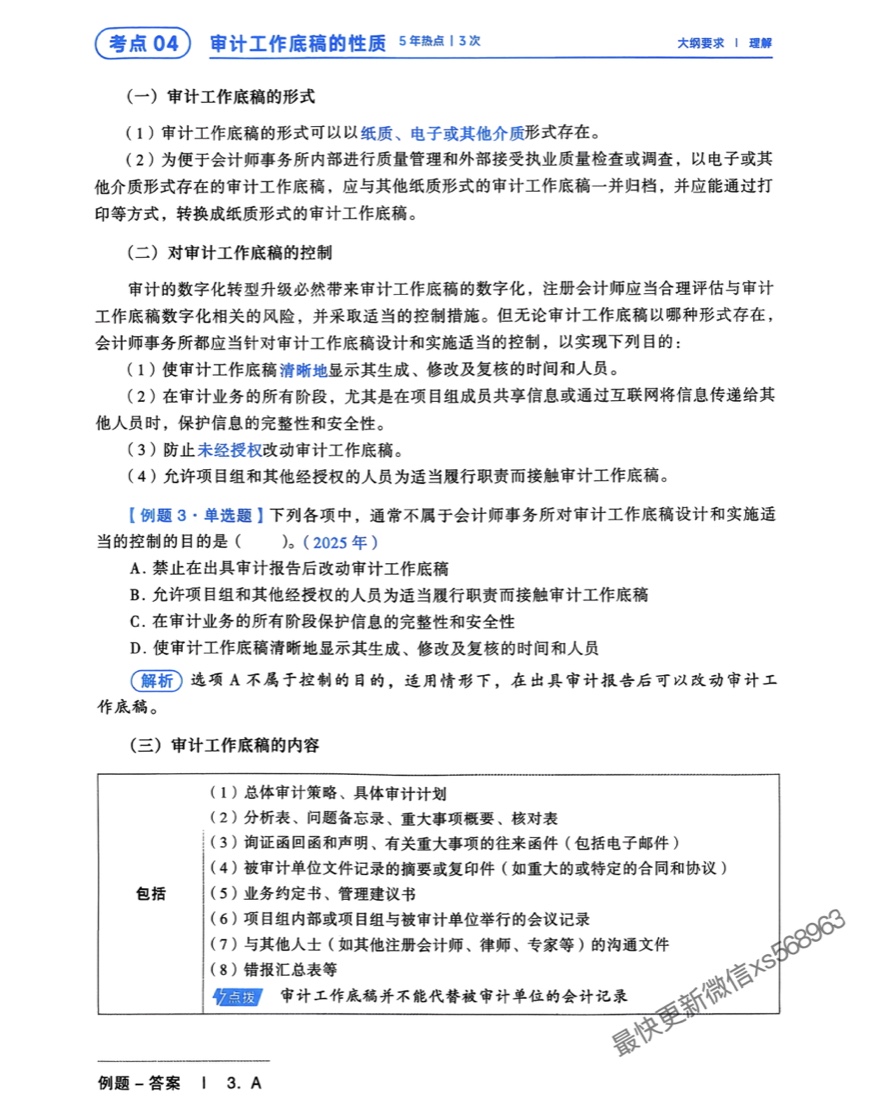 考点 04 审计工作底稿的性质 5年热点 | 3次 大纲要求 | 理解
（一）审计工作底稿的形式
（1）审计工作底稿的形式可以以纸质、电子或其他介质形式存在。
（2）为便于会计师事务所内部进行质量管理和外部接受执业质量检查或调查，以电子或其
他介质形式存在的审计工作底稿，应与其他纸质形式的审计工作底稿一并归档，并应能通过打
印等方式，转换成纸质形式的审计工作底稿。
（二）对审计工作底稿的控制
审计的数字化转型升级必然带来审计工作底稿的数字化，注册会计师应当合理评估与审计
工作底稿数字化相关的风险，并采取适当的控制措施。但无论审计工作底稿以哪种形式存在，
会计师事务所都应当针对审计工作底稿设计和实施适当的控制，以实现下列目的：
（1）使审计工作底稿清晰地显示其生成、修改及复核的时间和人员。
（2）在审计业务的所有阶段，尤其是在项目组成员共享信息或通过互联网将信息传递给其
他人员时，保护信息的完整性和安全性。
（3）防止未经授权改动审计工作底稿。
（4）允许项目组和其他经授权的人员为适当履行职责而接触审计工作底稿。
【例题 3·单选题】下列各项中，通常不属于会计师事务所对审计工作底稿设计和实施适
当的控制的目的是（　　）。（2025 年）
A. 禁止在出具审计报告后改动审计工作底稿
B. 允许项目组和其他经授权的人员为适当履行职责而接触审计工作底稿
C. 在审计业务的所有阶段保护信息的完整性和安全性
D. 使审计工作底稿清晰地显示其生成、修改及复核的时间和人员
解析 选项 A 不属于控制的目的，适用情形下，在出具审计报告后可以改动审计工
作底稿。
（三）审计工作底稿的内容
包括
（1）总体审计策略、具体审计计划
（2）分析表、问题备忘录、重大事项概要、核对表
（3）询证函回函和声明、有关重大事项的往来函件（包括电子邮件）
（4）被审计单位文件记录的摘要或复印件（如重大的或特定的合同和协议）
（5）业务约定书、管理建议书
（6）项目组内部或项目组与被审计单位举行的会议记录
（7）与其他人士（如其他注册会计师、律师、专家等）的沟通文件
（8）错报汇总表等
点拨 审计工作底稿并不能代替被审计单位的会计记录
最快更新微信xs568963
例题－答案 | 3. A